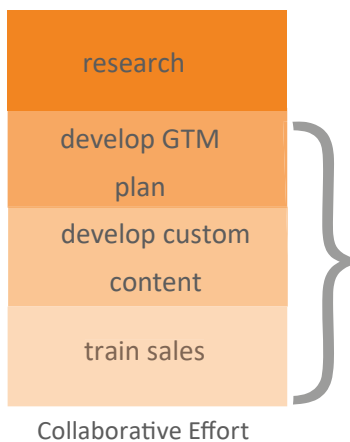 research
develop GTM
plan
develop custom
content
train sales
Collaborative Effort